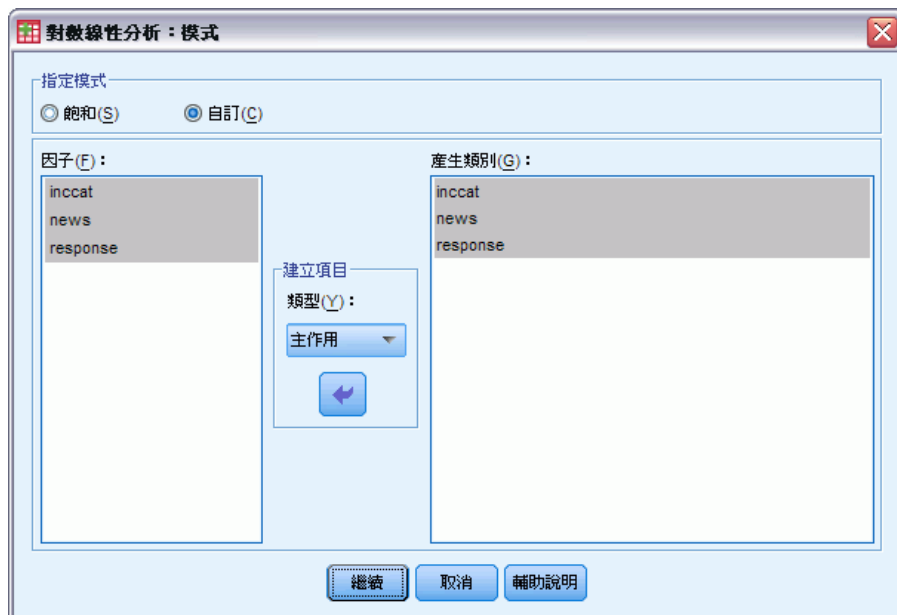 對數線性分析：模式
指定模式
飽和(S)
自訂(C)
因子(F)：
inccat
news
response
建立項目
類型(Y)：
主作用
產生類別(G)：
inccat
news
response
繼續
取消
輔助說明